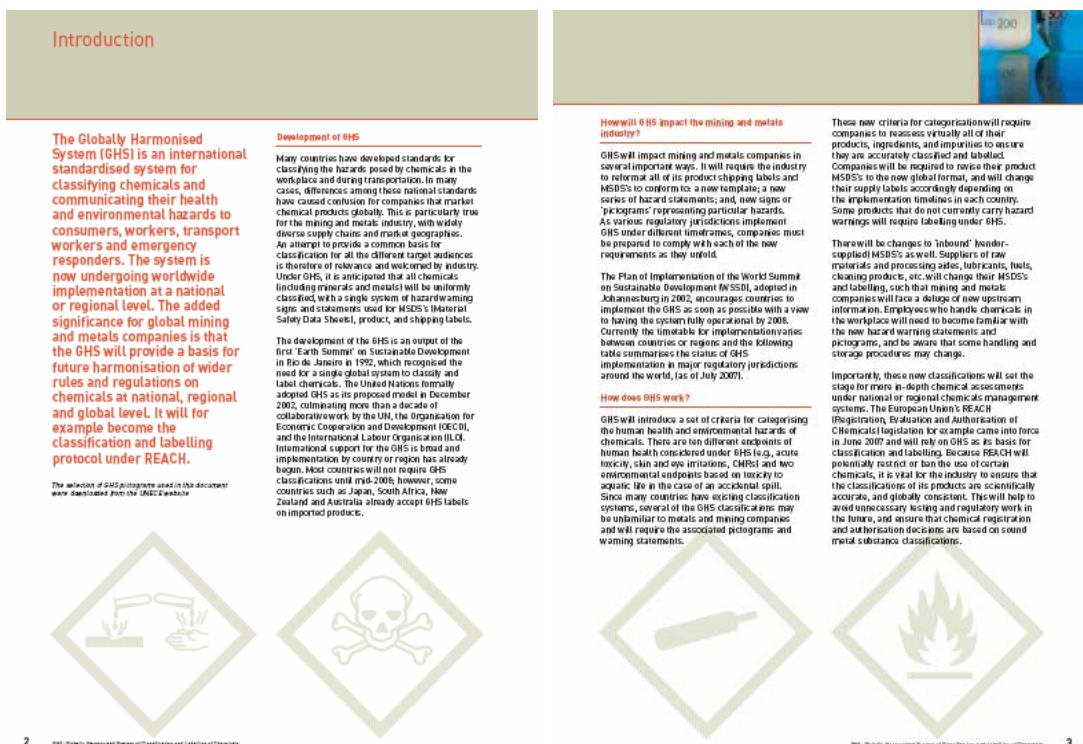 Introduction
The Globally Harmonised
System (GHS) is an international
standardised system for
classifying chemicals and
communicating their health
and environmental hazards to
consumers, workers, transport
workers and emergency
responders. The system is
now undergoing worldwide
implementation at a national
or regional level. The added
significance for global mining
and metals companies is that
the GHS will provide a basis for
future harmonisation of wider
rules and regulations on
chemicals at national, regional
and global level. It will for
example become the
classification and labelling
protocol under REACH.
The selection of GHS pictograms used in this document
were downloaded from the UNECE website
Development of GHS
Many countries have developed standards for
classifying the hazards posed by chemicals in the
workplace and during transportation. In many
cases, differences among these national standards
have caused confusion for companies that market
chemical products globally. This is particularly true
for the mining and metals industry, with widely
diverse supply chains and market geographies.
An attempt to provide a common basis for
classification for all the different target audiences
is therefore of relevance and welcomed by industry.
Under GHS, it is anticipated that all chemicals
(including minerals and metals) will be uniformly
classified, with a single system of hazard warning
signs and statements used for MSDS's (Material
Safety Data Sheets), product, and shipping labels.
The development of the GHS is an output of the
first 'Earth Summit' on Sustainable Development
in Rio de Janeiro in 1992, which recognised the
need for a single global system to classify and
label chemicals. The United Nations formally
adopted GHS as its proposed model in December
2002, culminating more than a decade of
collaborative work by the UN, the Organisation for
Economic Cooperation and Development (OECD),
and the International Labour Organisation (ILO).
International support for the GHS is broad and
implementation by country or region has already
begun. Most countries will not require GHS
classifications until mid-2008; however, some
countries such as Japan, South Africa, New
Zealand and Australia already accept GHS labels
on imported products.
2
GHS: Globally Harmonised System of Classification and Labelling of Chemicals
200
500
How will GHS impact the mining and metals
industry?
GHS will impact mining and metals companies in
several important ways. It will require the industry
to reformat all of its product shipping labels and
MSDS's to conform to: a new template; a new
series of hazard statements; and, new signs or
'pictograms' representing particular hazards.
As various regulatory jurisdictions implement
GHS under different timeframes, companies must
be prepared to comply with each of the new
requirements as they unfold.
The Plan of Implementation of the World Summit
on Sustainable Development (WSSD), adopted in
Johannesburg in 2002, encourages countries to
implement the GHS as soon as possible with a view
to having the system fully operational by 2008.
Currently the timetable for implementation varies
between countries or regions and the following
table summarises the status of GHS
implementation in major regulatory jurisdictions
around the world, (as of July 2007).
How does GHS work?
GHS will introduce a set of criteria for categorising
the human health and environmental hazards of
chemicals. There are ten different endpoints of
human health considered under GHS (e.g., acute
toxicity, skin and eye irritations, CMRs) and two
environmental endpoints based on toxicity to
aquatic life in the case of an accidental spill.
Since many countries have existing classification
systems, several of the GHS classifications may
be unfamiliar to metals and mining companies
and will require the associated pictograms and
warning statements.
These new criteria for categorisation will require
companies to reassess virtually all of their
products, ingredients, and impurities to ensure
they are accurately classified and labelled.
Companies will be required to revise their product
MSDS's to the new global format, and will change
their supply labels accordingly depending on
the implementation timelines in each country.
Some products that do not currently carry hazard
warnings will require labelling under GHS.
There will be changes to 'inbound' (vendor-
supplied) MSDS's as well. Suppliers of raw
materials and processing aides, lubricants, fuels,
cleaning products, etc. will change their MSDS's
and labelling, such that mining and metals
companies will face a deluge of new upstream
information. Employees who handle chemicals in
the workplace will need to become familiar with
the new hazard warning statements and
pictograms, and be aware that some handling and
storage procedures may change.
Importantly, these new classifications will set the
stage for more in-depth chemical assessments
under national or regional chemicals management
systems. The European Union's REACH
(Registration, Evaluation and Authorisation of
CHemicals) legislation for example came into force
in June 2007 and will rely on GHS as its basis for
classification and labelling. Because REACH will
potentially restrict or ban the use of certain
chemicals, it is vital for the industry to ensure that
the classifications of its products are scientifically
accurate, and globally consistent. This will help to
avoid unnecessary testing and regulatory work in
the future, and ensure that chemical registration
and authorisation decisions are based on sound
metal substance classifications.
3